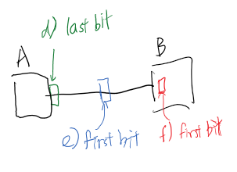 d) last bit
A
B
e) first bit
f) first bit